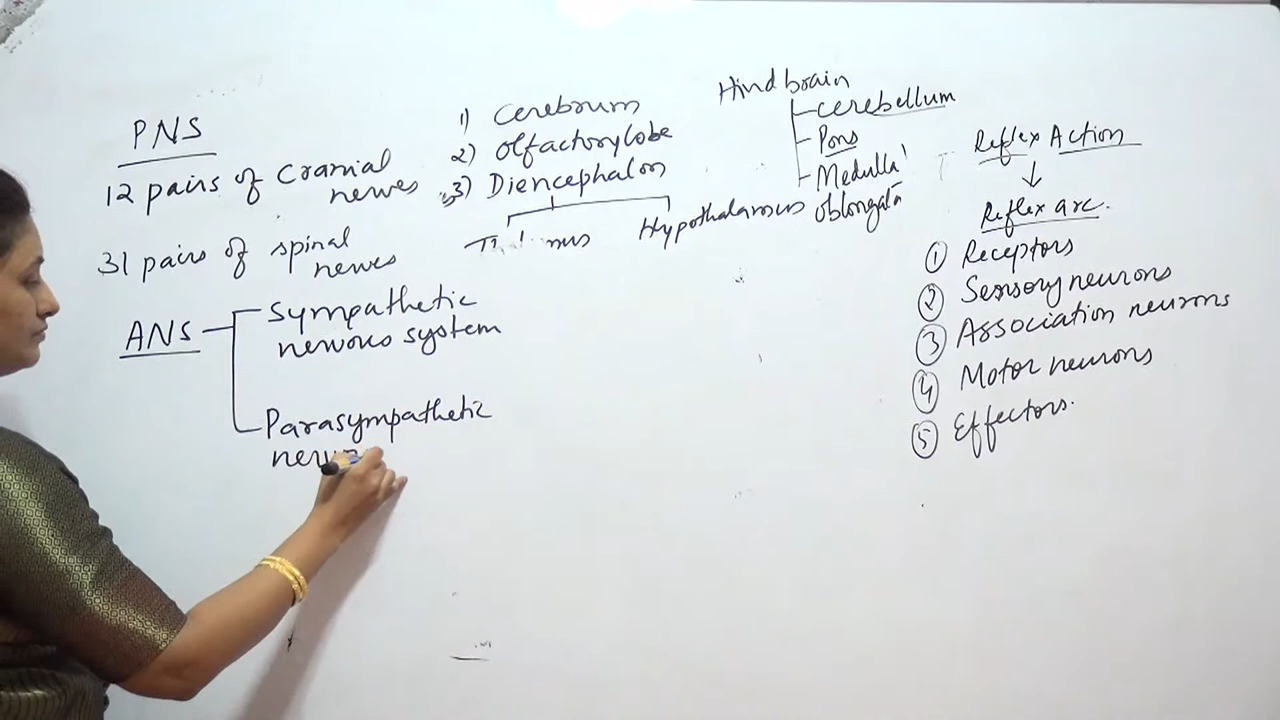 PNS
12 pairs of cranial
nerves
31 pairs of spinal
nerves
ANS
Sympathetic
nervous system
Parasympathetic
1) Cerebrum
2) Olfactorylobe
3) Diencephalon
Hypothalamus
Hind brain
cerebellum
Pons
Medulla
oblongata
Reflex Action
Reflex arc.
1 Receptors
2 Sensory neurons
3 Association neurons
4 Motor neurons
5 Effectors.